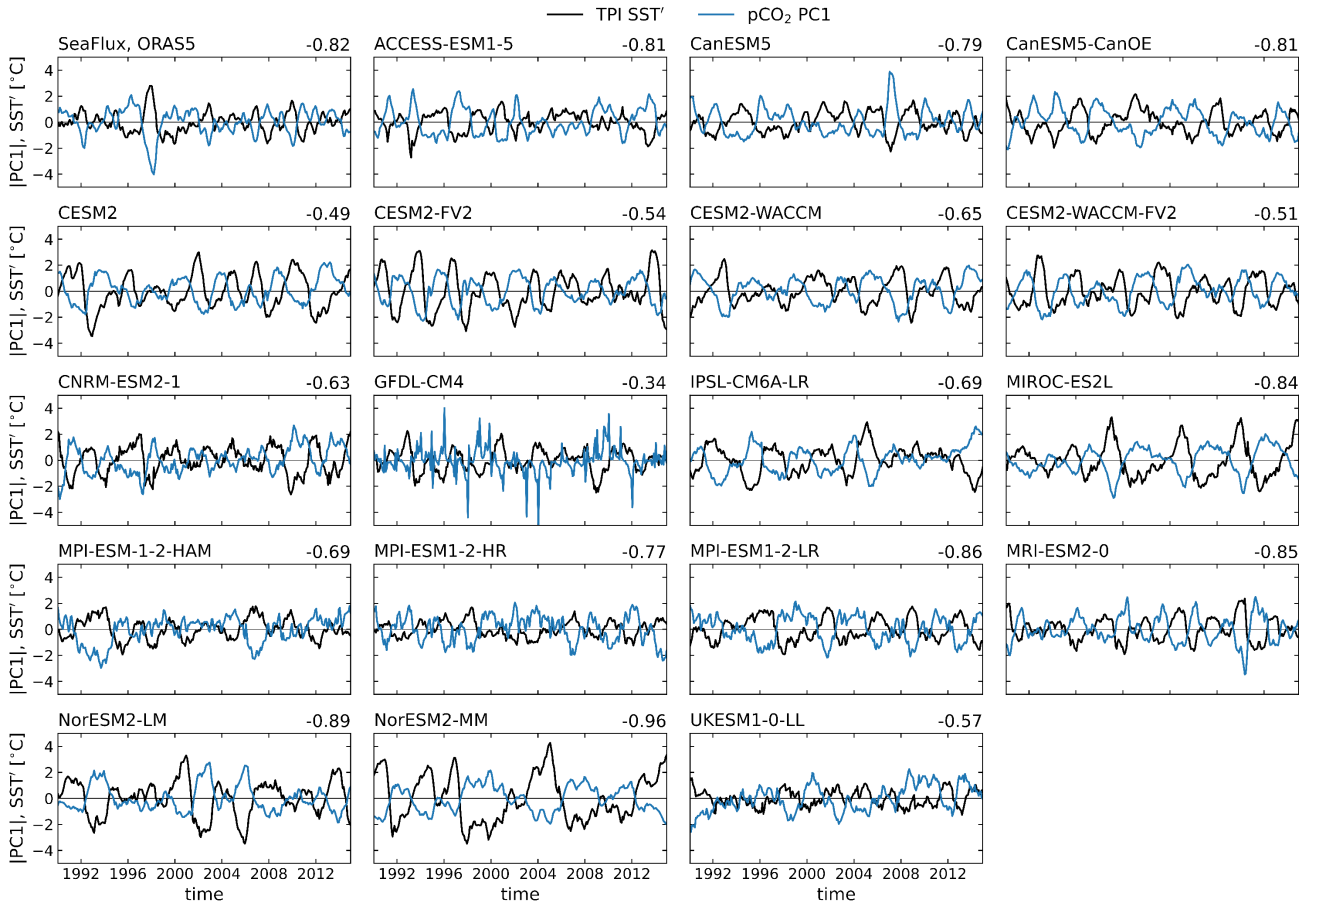 TPI SST′ pCO₂ PC1
SeaFlux, ORAS5 -0.82 ACCESS-ESM1-5 -0.81 CanESM5 -0.79 CanESM5-CanOE -0.81
|PC1|, SST′ [°C]
4
2
0
−2
−4
CESM2 -0.49 CESM2-FV2 -0.54 CESM2-WACCM -0.65 CESM2-WACCM-FV2 -0.51
|PC1|, SST′ [°C]
4
2
0
−2
−4
CNRM-ESM2-1 -0.63 GFDL-CM4 -0.34 IPSL-CM6A-LR -0.69 MIROC-ES2L -0.84
|PC1|, SST′ [°C]
4
2
0
−2
−4
MPI-ESM-1-2-HAM -0.69 MPI-ESM1-2-HR -0.77 MPI-ESM1-2-LR -0.86 MRI-ESM2-0 -0.85
|PC1|, SST′ [°C]
4
2
0
−2
−4
NorESM2-LM -0.89 NorESM2-MM -0.96 UKESM1-0-LL -0.57
|PC1|, SST′ [°C]
4
2
0
−2
−4
1992 1996 2000 2004 2008 2012 1992 1996 2000 2004 2008 2012 1992 1996 2000 2004 2008 2012
time time time